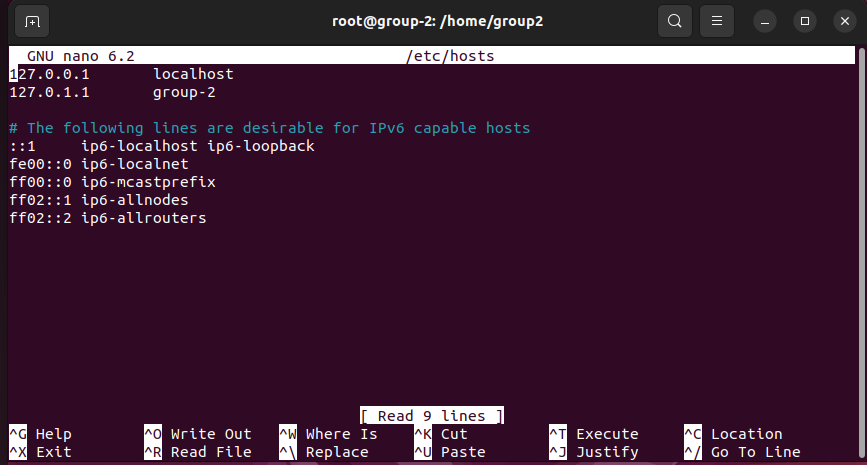 root@group-2: /home/group2
GNU nano 6.2 /etc/hosts
127.0.0.1 localhost
127.0.1.1 group-2
# The following lines are desirable for IPv6 capable hosts
::1 ip6-localhost ip6-loopback
fe00::0 ip6-localnet
ff00::0 ip6-mcastprefix
ff02::1 ip6-allnodes
ff02::2 ip6-allrouters
[ Read 9 lines ]
^G Help ^O Write Out ^W Where Is ^K Cut ^T Execute ^C Location
^X Exit ^R Read File ^\ Replace ^U Paste ^J Justify ^/ Go To Line